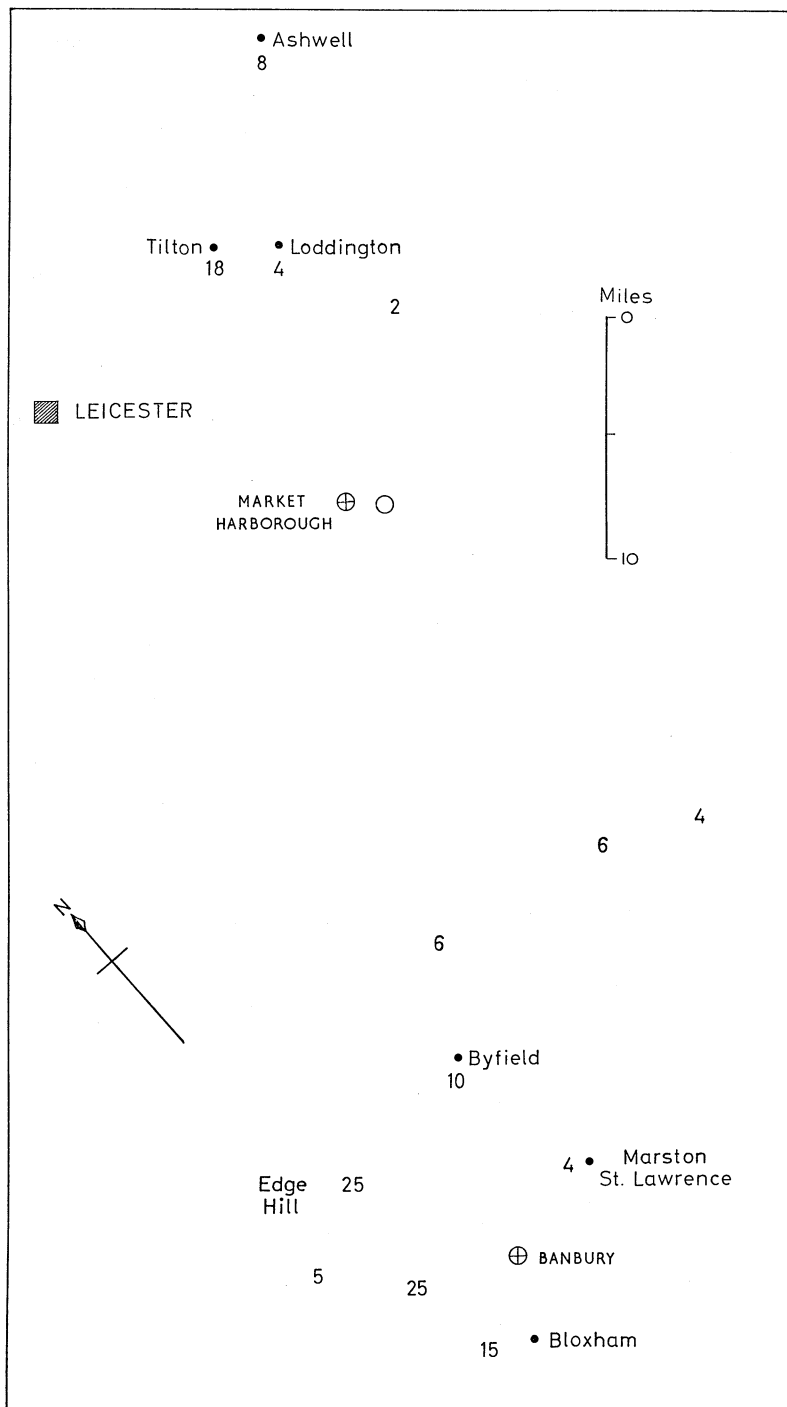 Ashwell
8
Tilton
Loddington
18
4
2
Miles
0
LEICESTER
MARKET
HARBOROUGH
10
4
6
N
6
Byfield
10
4
Marston
St. Lawrence
Edge
Hill
25
BANBURY
5
25
15
Bloxham